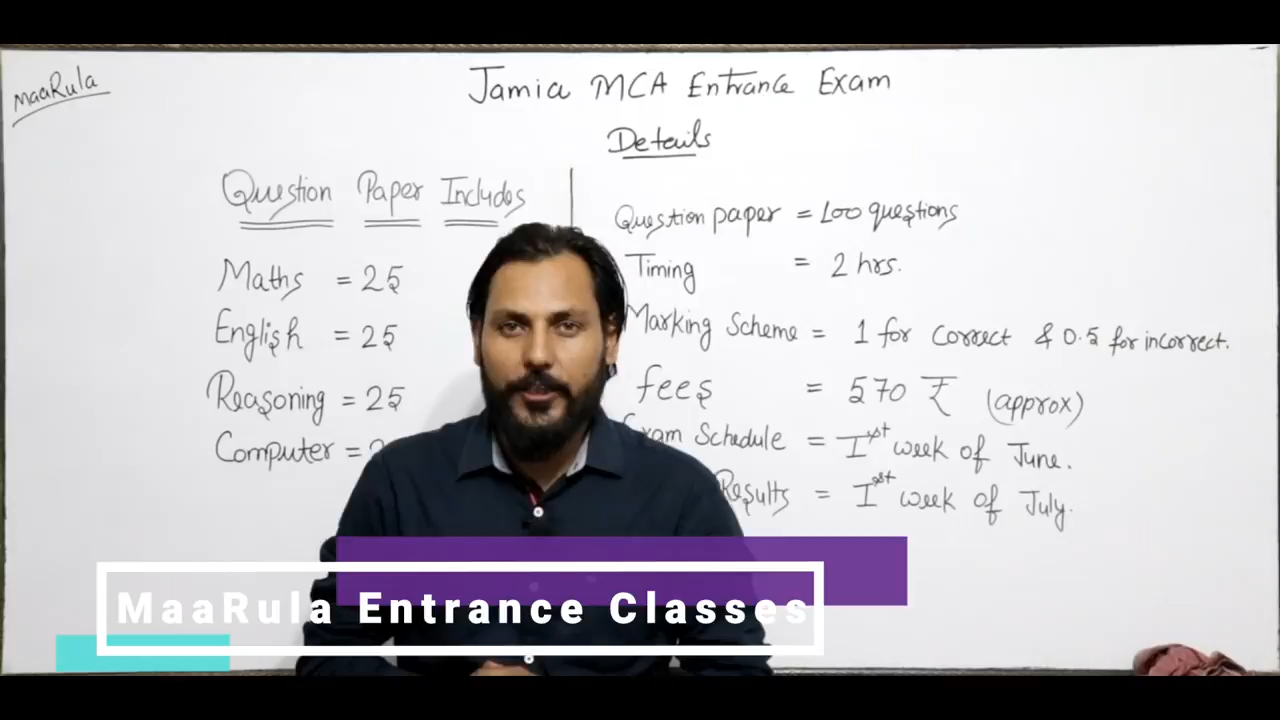 MaaRula
Jamia MCA Entrance Exam
Details
Question Paper Includes
Maths = 25
English = 25
Reasoning = 25
Computer =
Question paper = 100 questions
Timing = 2 hrs.
Marking Scheme = 1 for correct & 0.5 for incorrect.
fees = 570 ₹ (approx)
Exam Schedule = Ist week of June.
Results = Ist week of July.
MaaRula Entrance Classes